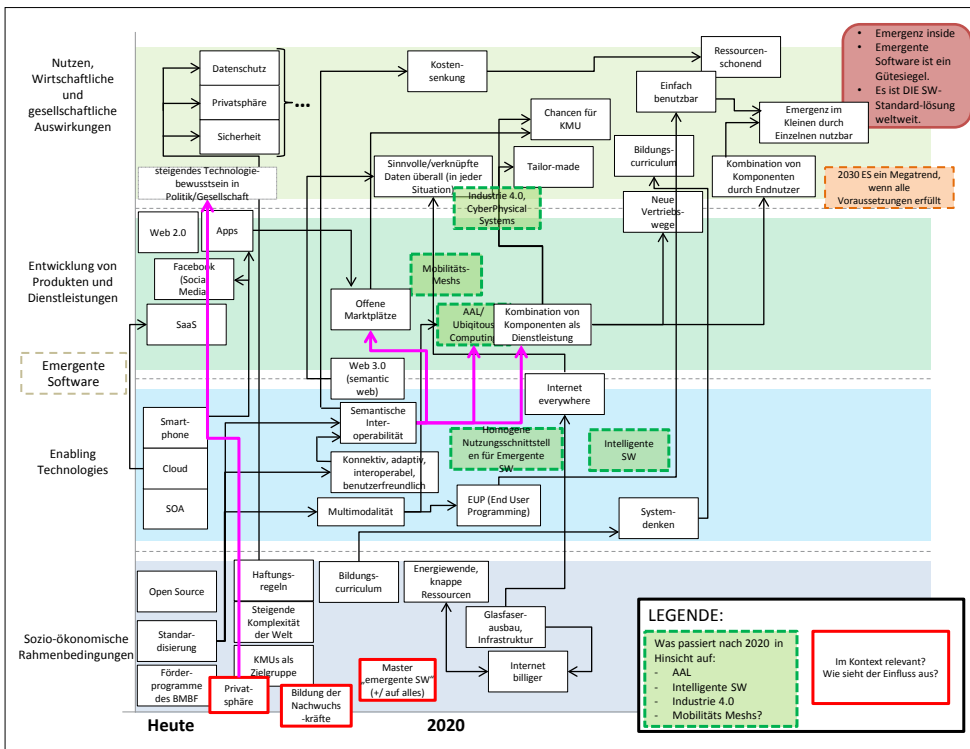 Nutzen,
Wirtschaftliche
und
gesellschaftliche
Auswirkungen
Datenschutz
Privatsphäre
Sicherheit
...
Kosten-
senkung
Ressourcen-
schonend
Einfach
benutzbar
• Emergenz inside
• Emergente
Software ist ein
Gütesiegel.
• Es ist DIE SW-
Standard-lösung
weltweit.
Chancen für
KMU
Emergenz im
Kleinen durch
Einzelnen nutzbar
Bildungs-
curriculum
Tailor-made
Kombination von
Komponenten
durch Endnutzer
steigendes Technologie-
bewusstsein in
Politik/Gesellschaft
Sinnvolle/verknüpfte
Daten überall (in jeder
Situation)
Industrie 4.0,
CyberPhysical
Systems
Neue
Vertriebs-
wege
2030 ES ein Megatrend,
wenn alle
Voraussetzungen erfüllt
Entwicklung von
Produkten und
Dienstleistungen
Web 2.0
Apps
Facebook
(Social
Media)
SaaS
Mobilitäts-
Meshs
Offene
Marktplätze
AAL/
Ubiqitous
Computing
Kombination von
Komponenten als
Dienstleistung
Emergente
Software
Web 3.0
(semantic
web)
Internet
everywhere
Enabling
Technologies
Smart-
phone
Cloud
SOA
Semantische
Inter-
operabilität
Konnektiv, adaptiv,
interoperabel,
benutzerfreundlich
Multimodalität
Homogene
Nutzungsschnittstell
en für Emergente
SW
Intelligente
SW
EUP (End User
Programming)
System-
denken
Sozio-ökonomische
Rahmenbedingungen
Open Source
Standar-
disierung
Förder-
programme
des BMBF
Haftungs-
regeln
Steigende
Komplexität
der Welt
KMUs als
Zielgruppe
Privat-
sphäre
Bildung der
Nachwuchs
-kräfte
Bildungs-
curriculum
Master
„emergente SW“
(+/ auf alles)
Energiewende,
knappe
Ressourcen
Glasfaser-
ausbau,
Infrastruktur
Internet
billiger
LEGENDE:
Was passiert nach 2020 in
Hinsicht auf:
- AAL
- Intelligente SW
- Industrie 4.0
- Mobilitäts Meshs?
Im Context relevant?
Wie sieht der Einfluss aus?
Heute
2020